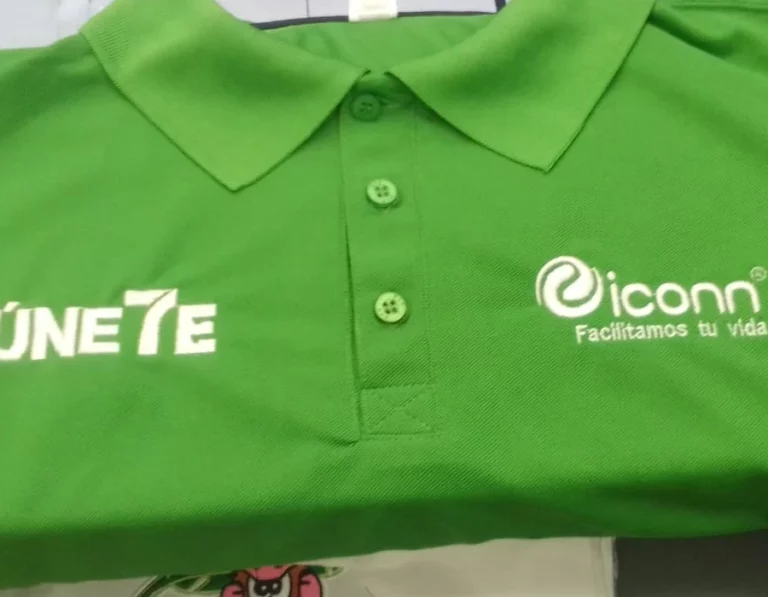 ÚNE7E
iconn®
Facilitamos tu vida